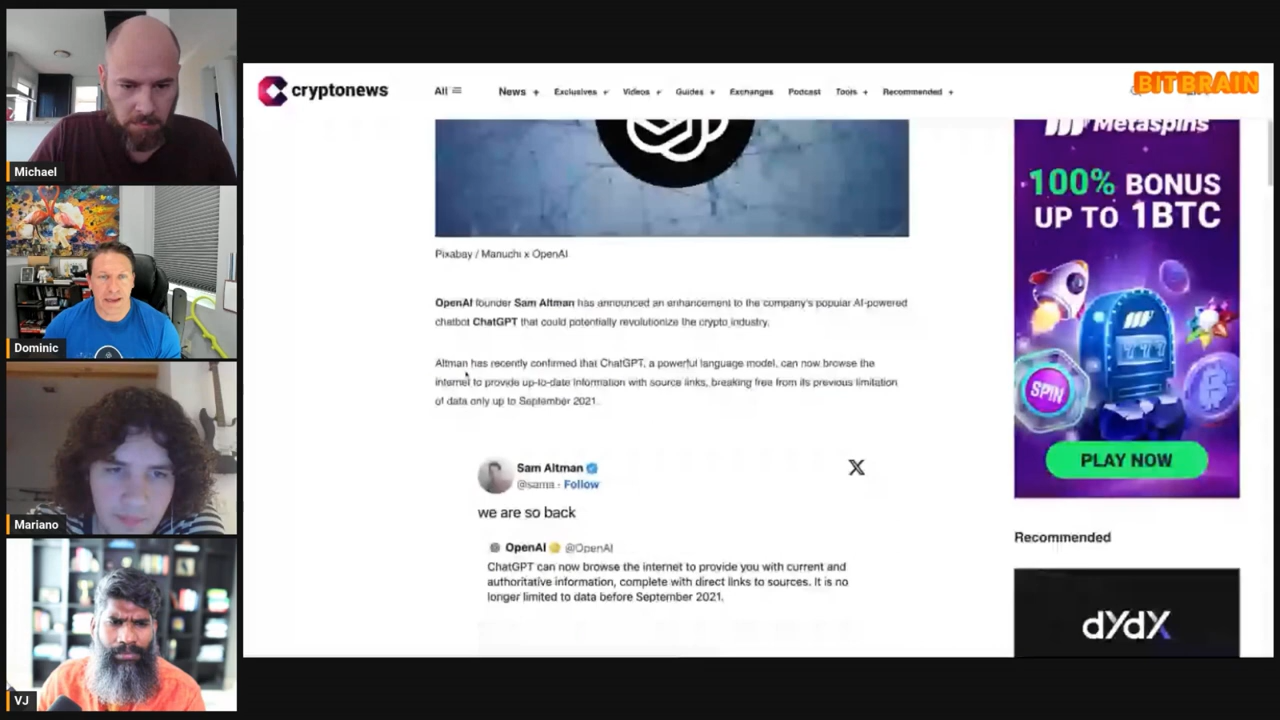 Michael
Dominic
Mariano
VJ
cryptonews
All
News +
Exclusives +
Videos +
Guides +
Exchanges
Podcast
Tools +
Recommended +
BITBRAIN
Pixabay / Manuchi x OpenAI
OpenAI founder Sam Altman has announced an enhancement to the company's popular AI-powered
chatbot ChatGPT that could potentially revolutionize the crypto industry.
Altman has recently confirmed that ChatGPT, a powerful language model, can now browse the
internet to provide up-to-date information with source links, breaking free from its previous limitation
of data only up to September 2021.
Sam Altman
@sama · Follow
X
we are so back
OpenAI @OpenAI
ChatGPT can now browse the internet to provide you with current and
authoritative information, complete with direct links to sources. It is no
longer limited to data before September 2021.
Metaspins
100% BONUS
UP TO 1BTC
777
SPIN
PLAY NOW
Recommended
dYdX